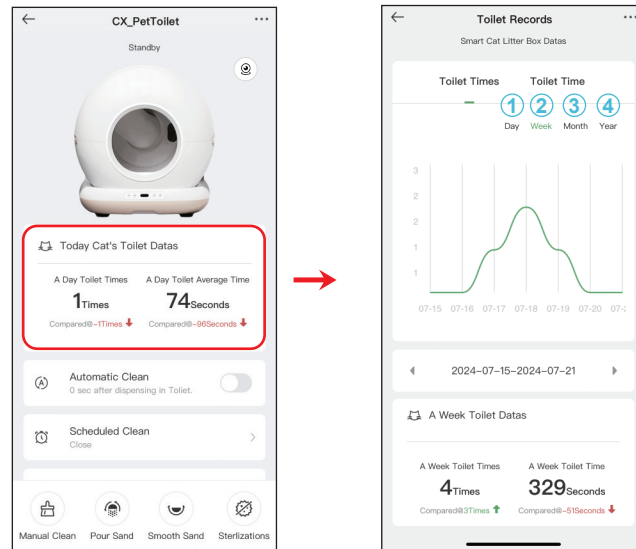 CX_PetToilet
Standby
Today Cat's Toilet Datas
A Day Toilet Times
A Day Toilet Average Time
1Times
74Seconds
Compared@-1Times
Compared@-96Seconds
Automatic Clean
0 sec after dispensing in Toliet.
Scheduled Clean
Close
Manual Clean
Pour Sand
Smooth Sand
Sterlizations
Toilet Records
Smart Cat Litter Box Datas
Toilet Times
Toilet Time
1 2 3 4
Day Week Month Year
3
2
2
1
1
07-15 07-16 07-17 07-18 07-19 07-20 07-2
2024-07-15-2024-07-21
A Week Toilet Datas
A Week Toilet Times
A Week Toilet Time
4Times
329Seconds
Compared@3Times
Compared@-51Seconds